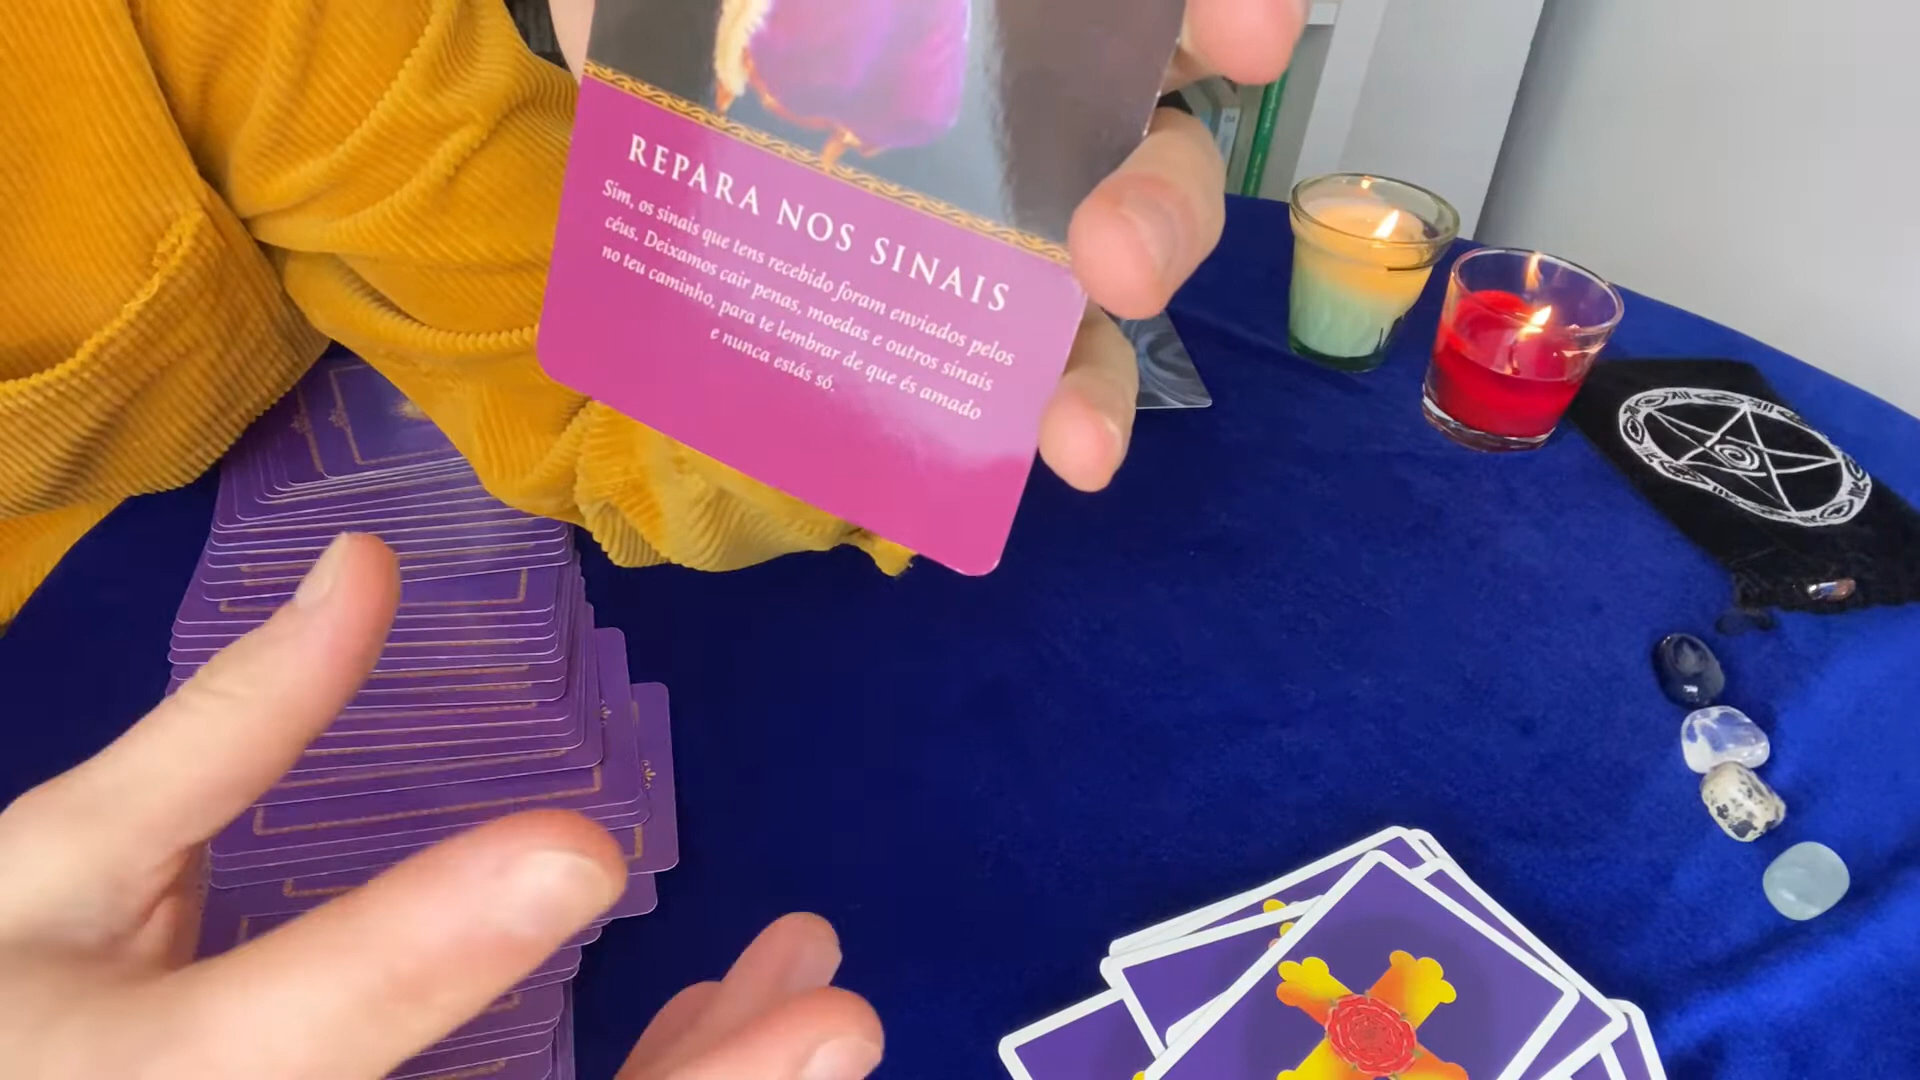 REPARA NOS SINAIS
Sim, os sinais que tens recebido foram enviados pelos
céus. Deixamos cair penas, moedas e outros sinais
no teu caminho, para te lembrar de que és amado
e nunca estás só.